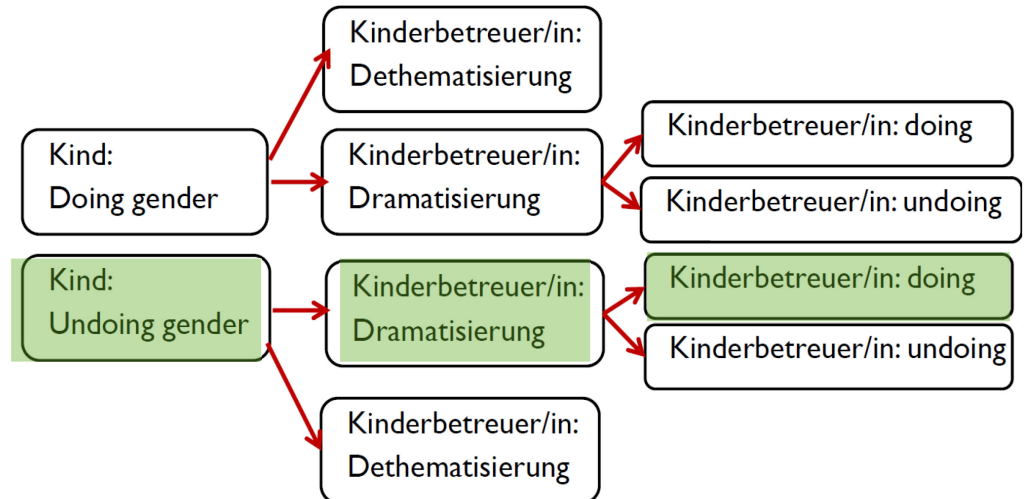 Kinderbetreuer/in:
Dethematisierung
Kind:
Doing gender
Kinderbetreuer/in:
Dramatisierung
Kinderbetreuer/in: doing
Kinderbetreuer/in: undoing
Kind:
Undoing gender
Kinderbetreuer/in:
Dramatisierung
Kinderbetreuer/in: doing
Kinderbetreuer/in: undoing
Kinderbetreuer/in:
Dethematisierung